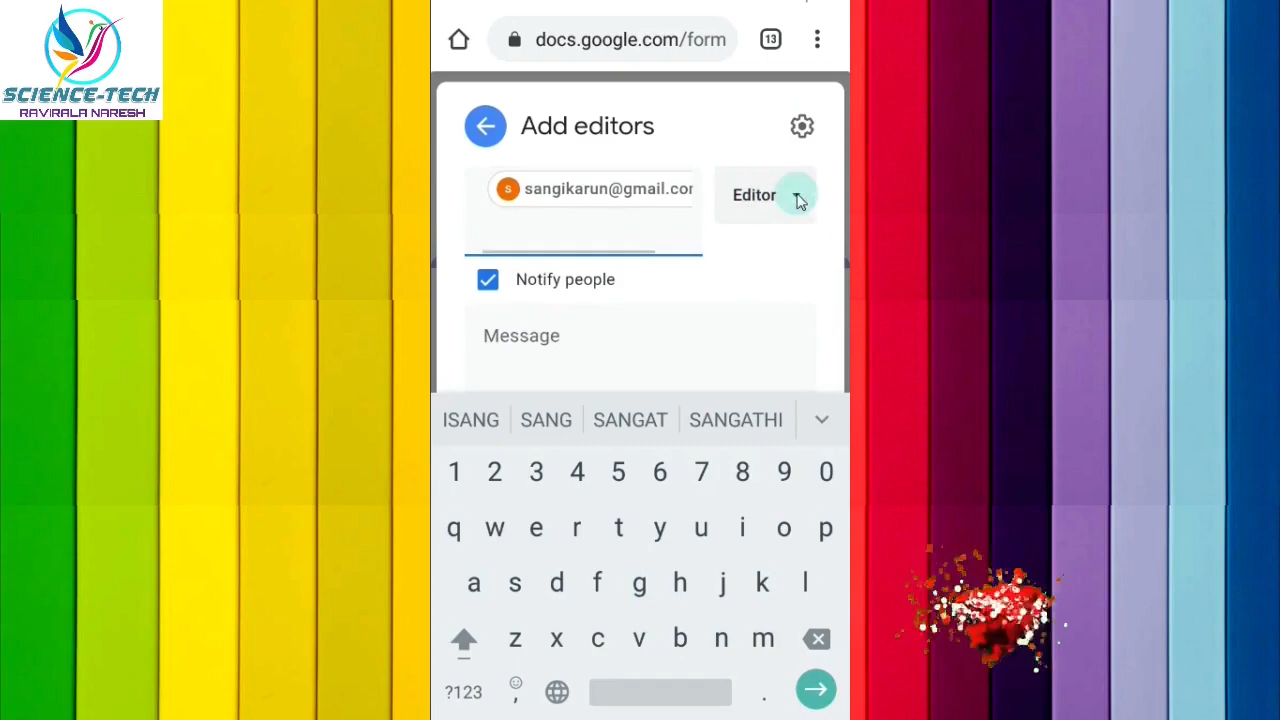 SCIENCE-TECH
RAVIRALA NARESH
docs.google.com/form
13
Add editors
s
sangikarun@gmail.cor
Editor
Notify people
Message
ISANG SANG SANGAT SANGATHI
1 2 3 4 5 6 7 8 9 0
q w e r t y u i o p
a s d f g h j k l
z x c v b n m
?123 , .